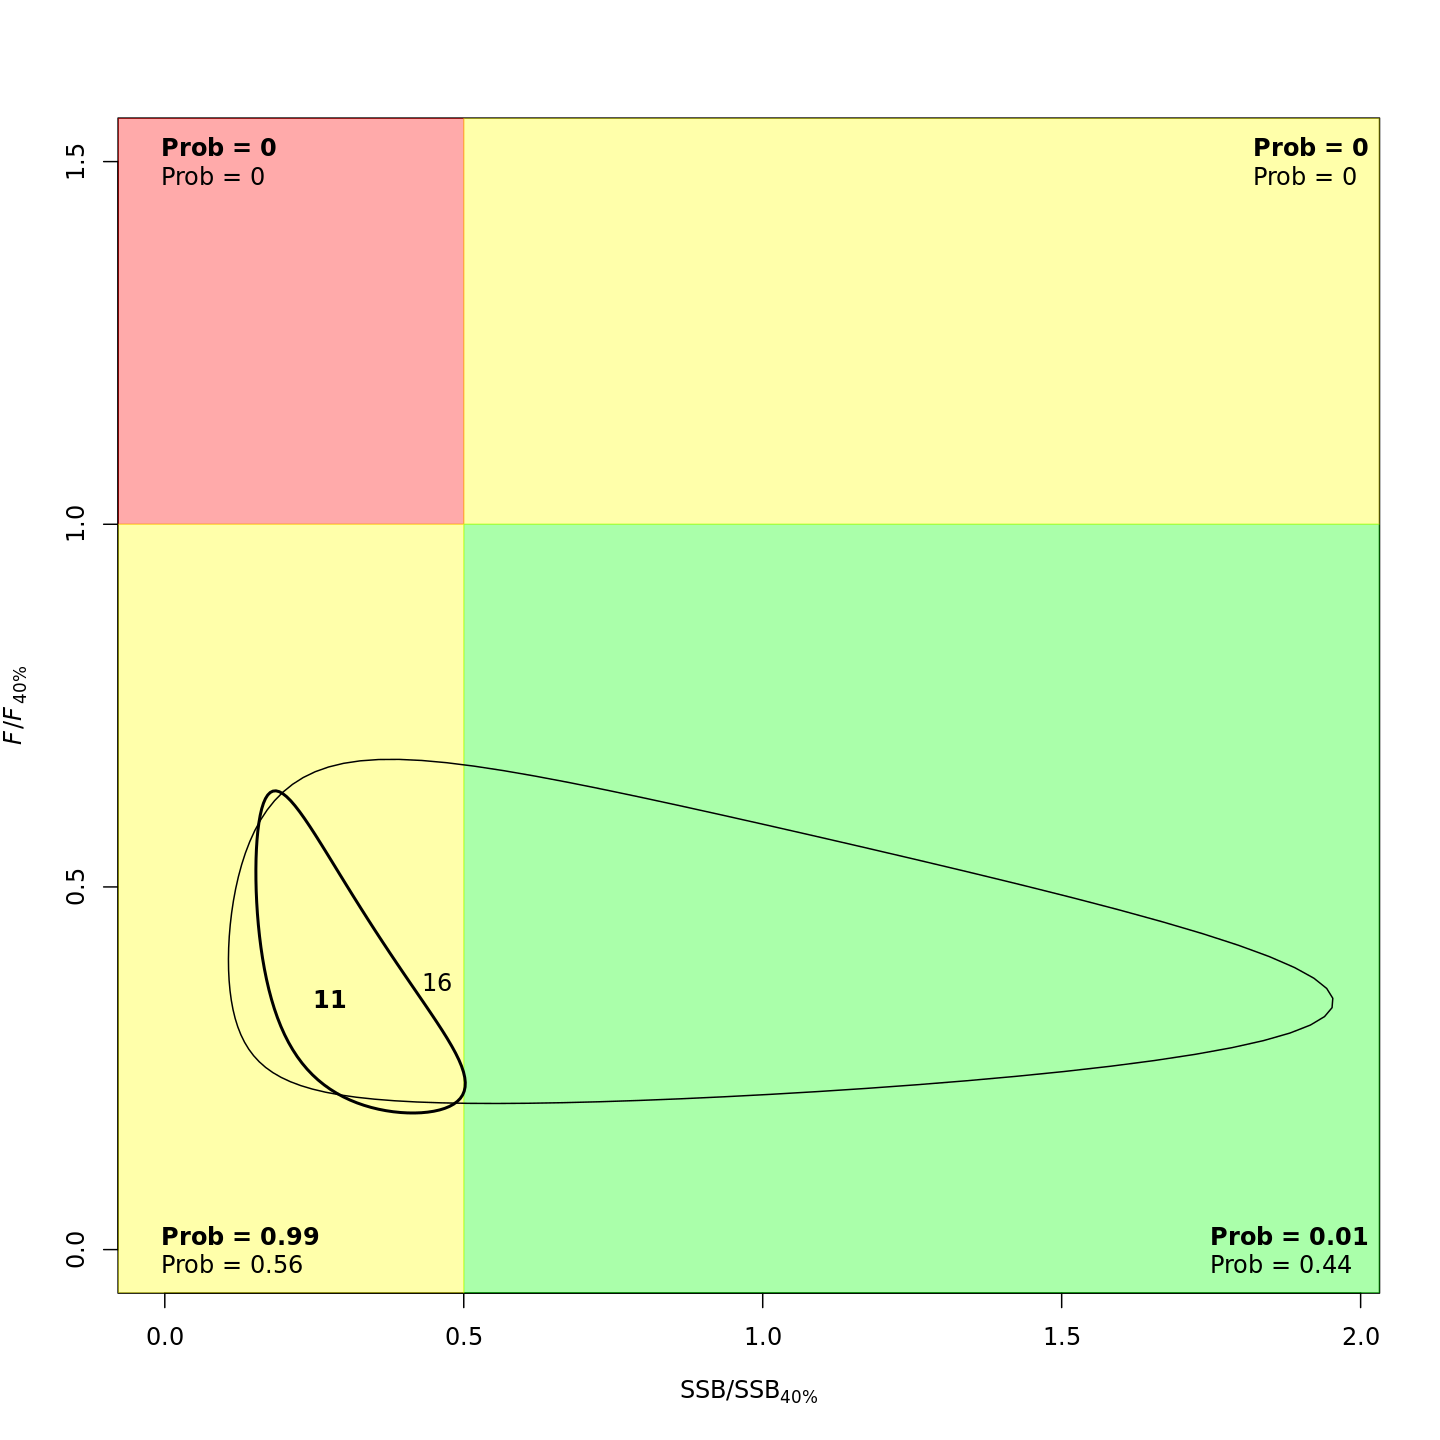 Prob = 0
Prob = 0
Prob = 0
Prob = 0
1.5
1.0
0.5
0.0
F/F40%
16
11
Prob = 0.99
Prob = 0.56
Prob = 0.01
Prob = 0.44
0.0 0.5 1.0 1.5 2.0
SSB/SSB40%